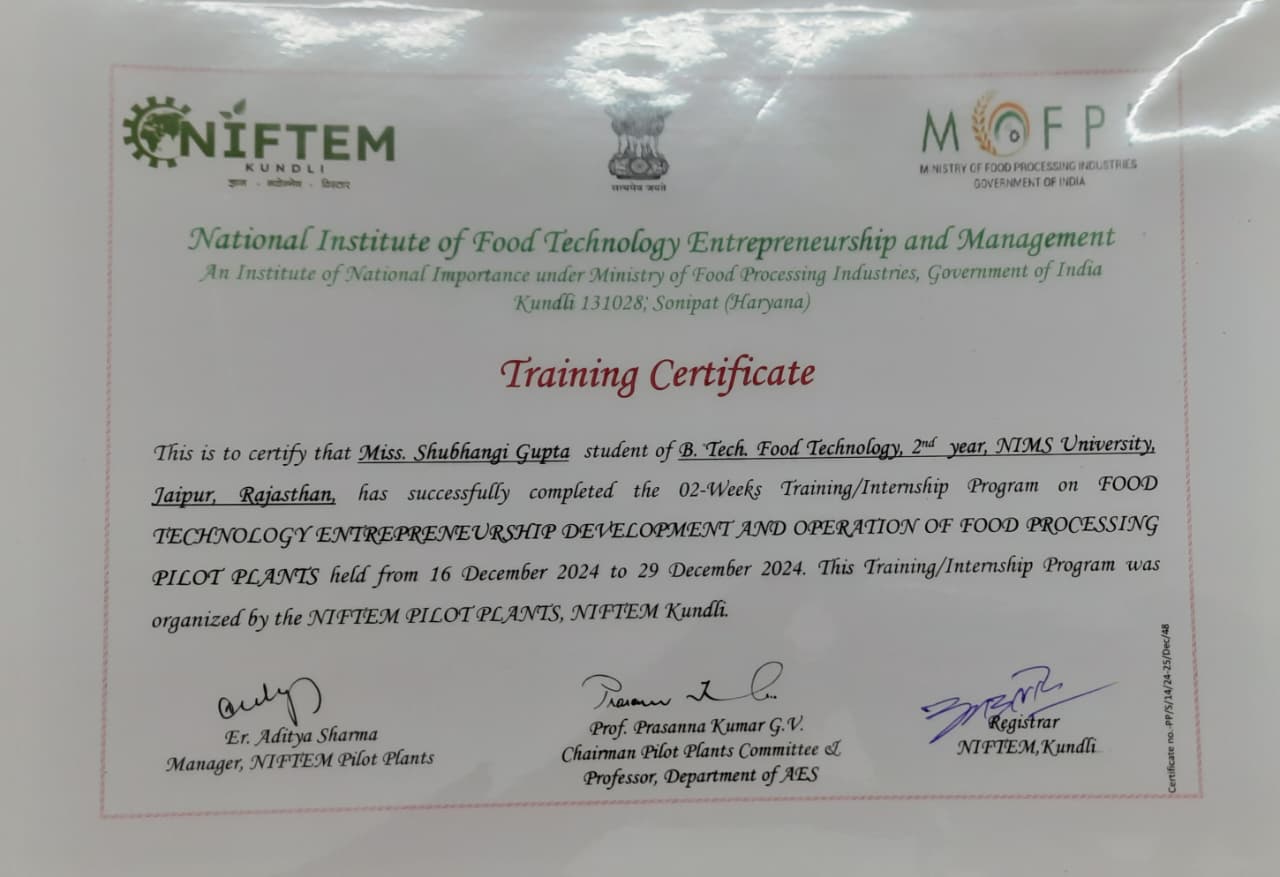 NIFTEM
KUNDLI
ज्ञान - नवोन्मेष - विस्तार
सत्यमेव जयते
M FP
MINISTRY OF FOOD PROCESSING INDUSTRIES
GOVERNMENT OF INDIA
National Institute of Food Technology Entrepreneurship and Management
An Institute of National Importance under Ministry of Food Processing Industries, Government of India
Kundli 131028; Sonipat (Haryana)
Training Certificate
This is to certify that Miss. Shubhangi Gupta student of B. Tech. Food Technology, 2nd year, NIMS University,
Jaipur, Rajasthan, has successfully completed the 02-Weeks Training/Internship Program on FOOD
TECHNOLOGY ENTREPRENEURSHIP DEVELOPMENT AND OPERATION OF FOOD PROCESSING
PILOT PLANTS held from 16 December 2024 to 29 December 2024. This Training/Internship Program was
organized by the NIFTEM PILOT PLANTS, NIFTEM Kundli.
Er. Aditya Sharma
Manager, NIFTEM Pilot Plants
Prof. Prasanna Kumar G.V.
Chairman Pilot Plants Committee &
Professor, Department of AES
Registrar
NIFTEM, Kundli
Certificate no.-PP/S/14/24-25/Dec/48